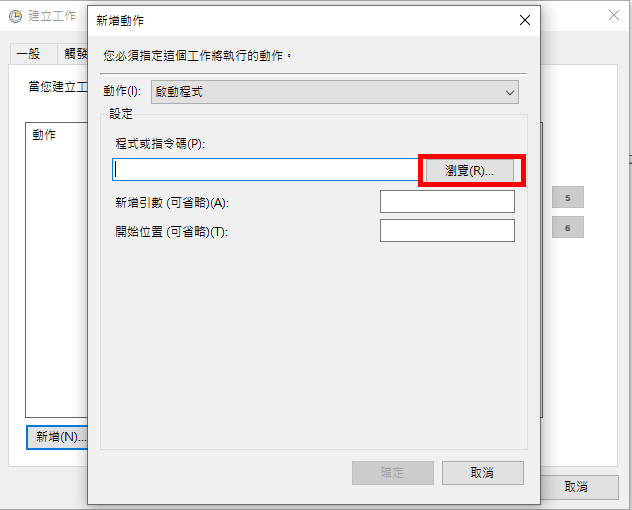 建立工作
新增動作
一般
觸發
您必須指定這個工作將執行的動作。
當您建立工
動作(I):
啟動程式
設定
動作
程式或指令碼(P):
瀏覽(R)...
新增引數 (可省略)(A):
開始位置 (可省略)(T):
5
6
新增(N)...
確定
取消
取消